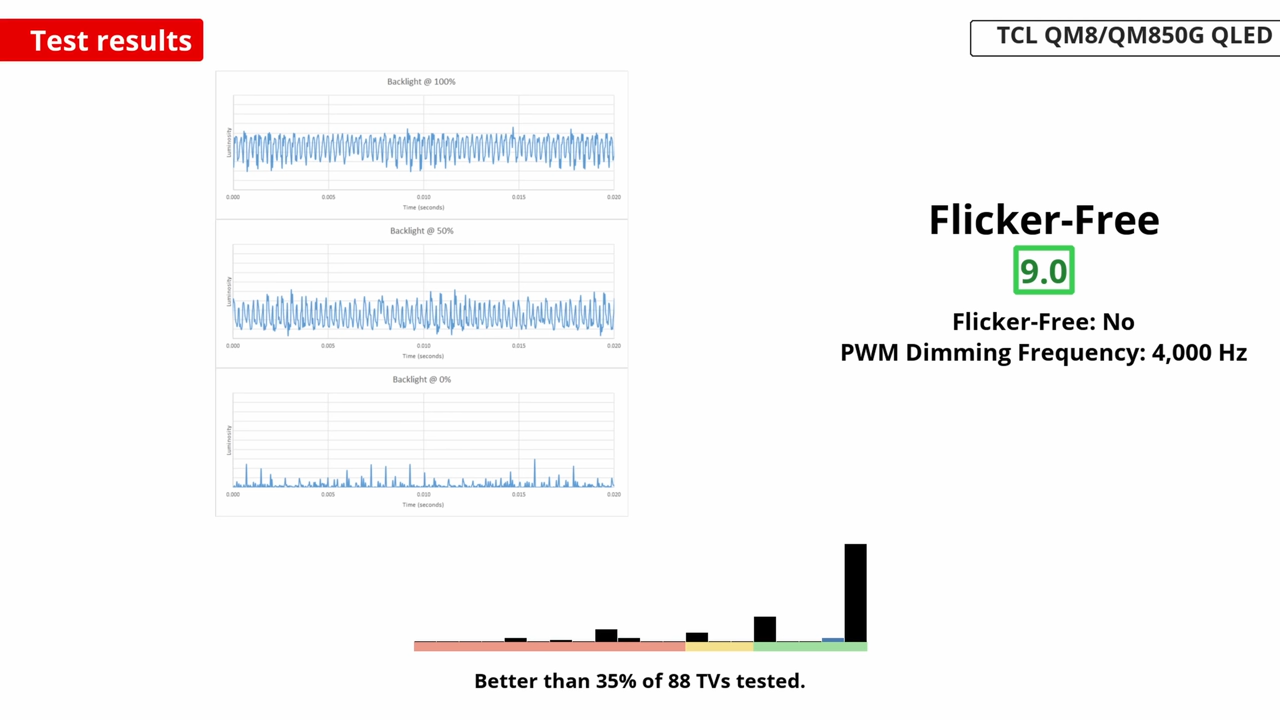 Test results
TCL QM8/QM850G QLED
Backlight @ 100%
Luminosity
0.000 0.005 0.010 0.015 0.020
Time (seconds)
Backlight @ 50%
Luminosity
0.000 0.005 0.010 0.015 0.020
Time (seconds)
Backlight @ 0%
Luminosity
0.000 0.005 0.010 0.015 0.020
Time (seconds)
Flicker-Free
9.0
Flicker-Free: No
PWM Dimming Frequency: 4,000 Hz
Better than 35% of 88 TVs tested.